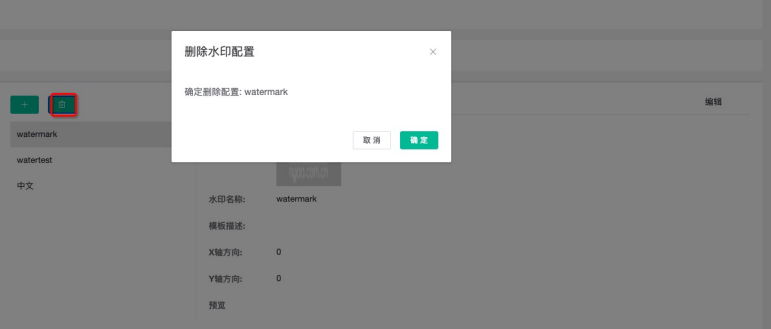 删除水印配置
确定删除配置: watermark
取 消
确 定
编辑
watermark
watertest
中文
水印名称:
watermark
模板描述:
X轴方向:
0
Y轴方向:
0
预览